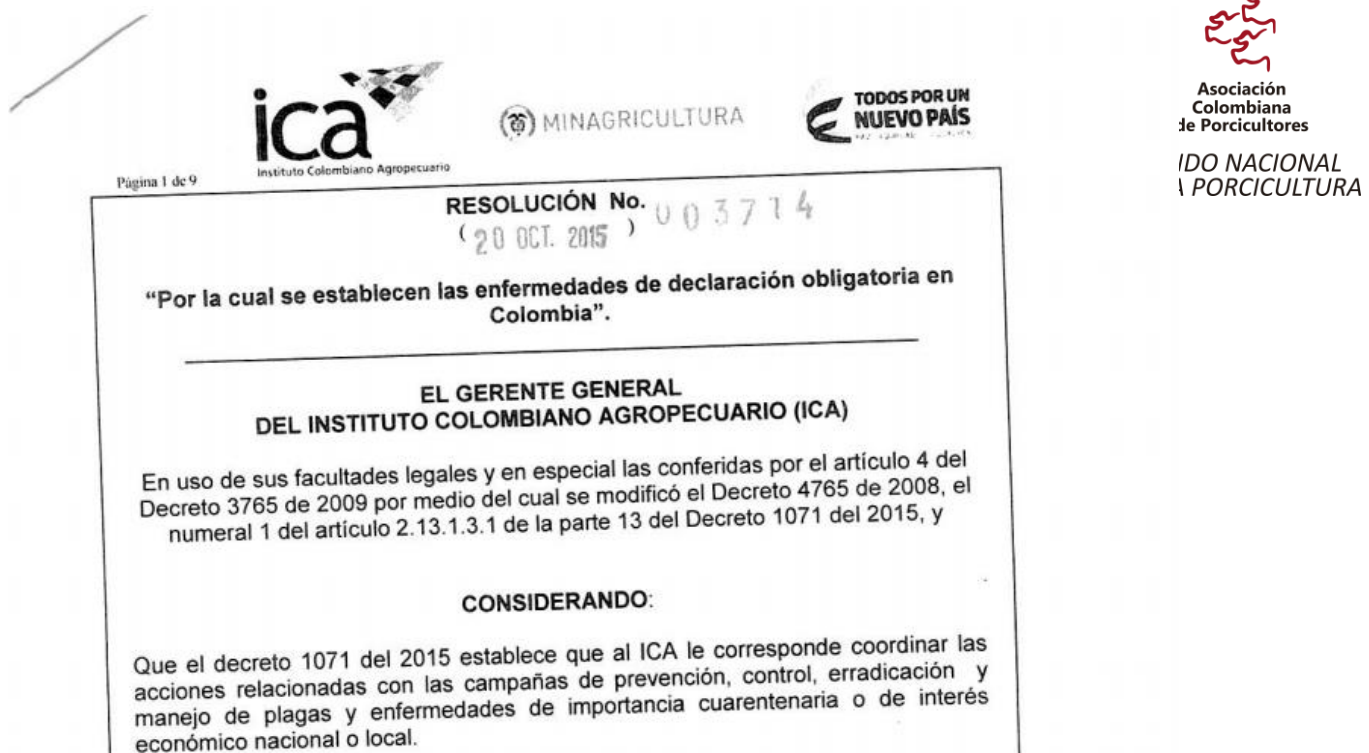 ica
Instituto Colombiano Agropecuario
MINAGRICULTURA
TODOS POR UN
NUEVO PAÍS
Asociación
Colombiana
de Porcicultores
IDO NACIONAL
PORCICULTURA
Página 1 de 9
RESOLUCIÓN No. 003714
( 20 OCT. 2015 )
“Por la cual se establecen las enfermedades de declaración obligatoria en
Colombia”.
EL GERENTE GENERAL
DEL INSTITUTO COLOMBIANO AGROPECUARIO (ICA)
En uso de sus facultades legales y en especial las conferidas por el artículo 4 del
Decreto 3765 de 2009 por medio del cual se modificó el Decreto 4765 de 2008, el
numeral 1 del artículo 2.13.1.3.1 de la parte 13 del Decreto 1071 del 2015, y
CONSIDERANDO:
Que el decreto 1071 del 2015 establece que al ICA le corresponde coordinar las
acciones relacionadas con las campañas de prevención, control, erradicación y
manejo de plagas y enfermedades de importancia cuarentenaria o de interés
económico nacional o local.